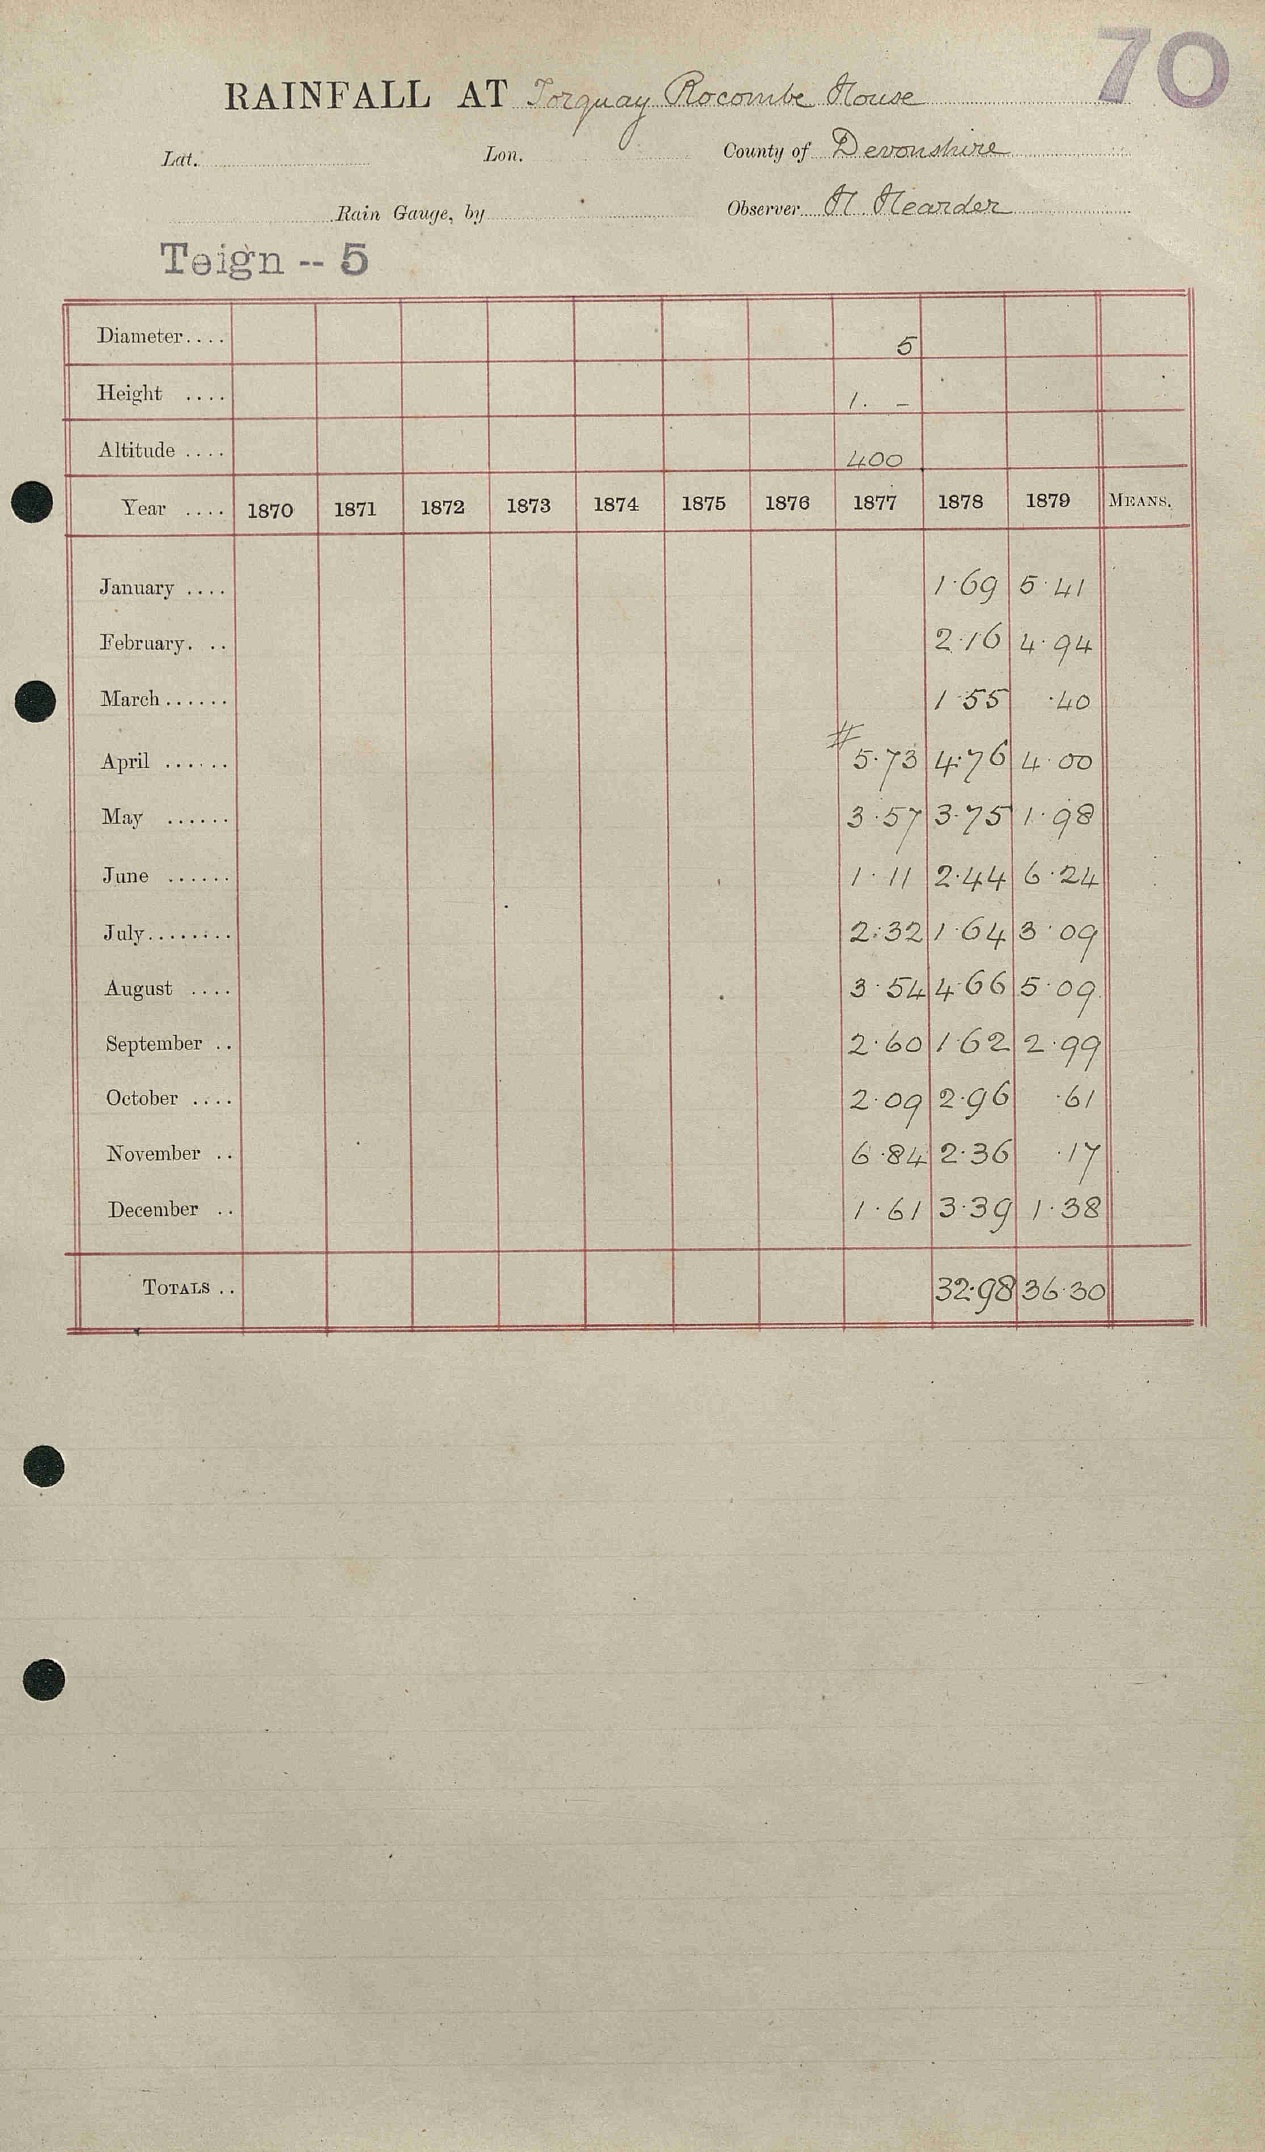 70
RAINFALL AT Torquay Rocombe House
Lat. Lon. County of Devonshire
Rain Gauge, by Observer H. Hearder
Teign -- 5
Diameter.... 5
Height .... 1. –
Altitude .... 400
Year .... 1870 1871 1872 1873 1874 1875 1876 1877 1878 1879 MEANS.
January .... 1.69 5.41
February. .. 2.16 4.94
March...... 1.55 .40
# 
April ...... 5.73 4.76 4.00
May ...... 3.57 3.75 1.98
June ...... 1.11 2.44 6.24
July........ 2.32 1.64 3.09
August .... 3.54 4.66 5.09
September .. 2.60 1.62 2.99
October .... 2.09 2.96 .61
November .. 6.84 2.36 .17
December .. 1.61 3.39 1.38
TOTALS .. 32.98 36.30